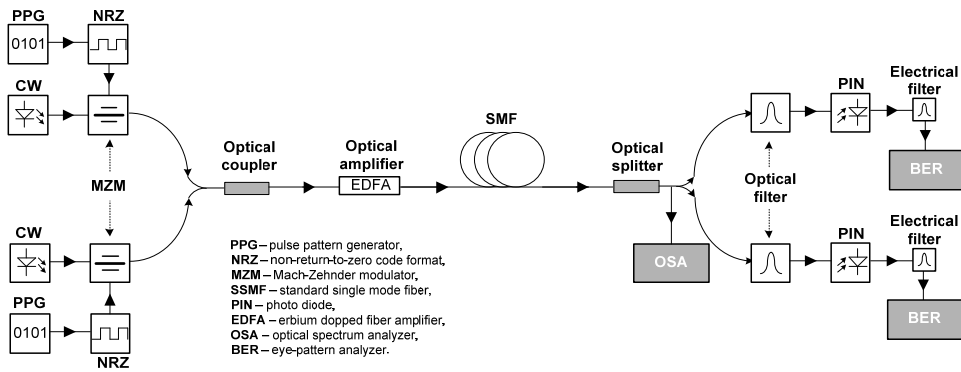 PPG
NRZ
0101
CW
MZM
CW
PPG
0101
NRZ
Optical
coupler
Optical
amplifier
EDFA
SMF
Optical
splitter
OSA
Optical
filter
PIN
Electrical
filter
BER
PIN
Electrical
filter
BER
PPG – pulse pattern generator,
NRZ – non-return-to-zero code format,
MZM – Mach-Zehnder modulator,
SSMF – standard single mode fiber,
PIN – photo diode,
EDFA – erbium dopped fiber amplifier,
OSA – optical spectrum analyzer,
BER – eye-pattern analyzer.